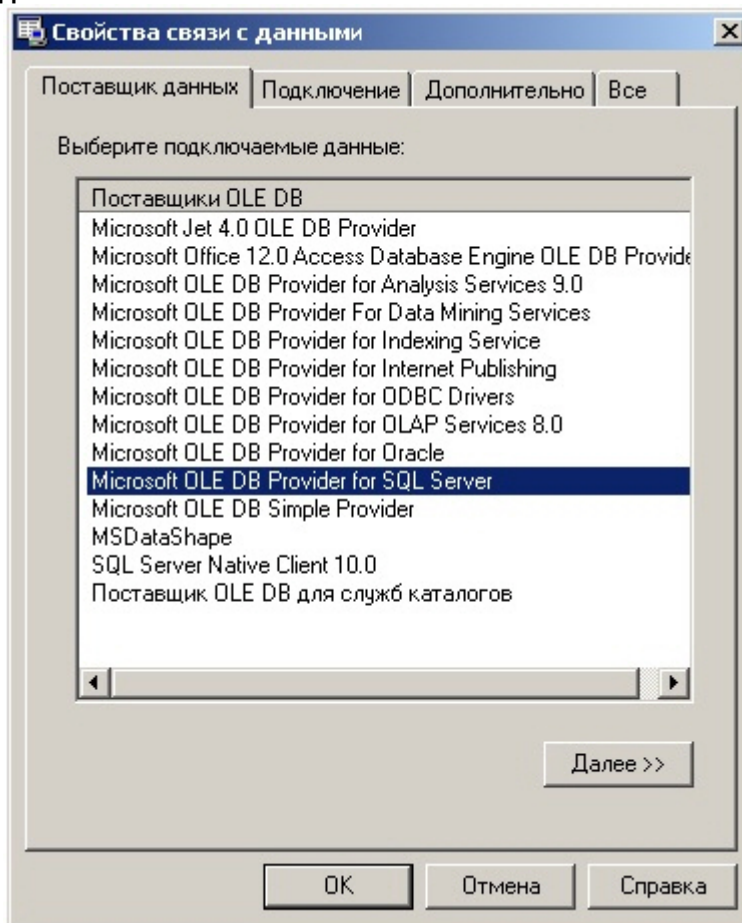 Свойства связи с данными
Поставщик данных
Подключение
Дополнительно
Все
Выберите подключаемые данные:
Поставщики OLE DB
Microsoft Jet 4.0 OLE DB Provider
Microsoft Office 12.0 Access Database Engine OLE DB Provide
Microsoft OLE DB Provider for Analysis Services 9.0
Microsoft OLE DB Provider For Data Mining Services
Microsoft OLE DB Provider for Indexing Service
Microsoft OLE DB Provider for Internet Publishing
Microsoft OLE DB Provider for ODBC Drivers
Microsoft OLE DB Provider for OLAP Services 8.0
Microsoft OLE DB Provider for Oracle
Microsoft OLE DB Provider for SQL Server
Microsoft OLE DB Simple Provider
MSDataShape
SQL Server Native Client 10.0
Поставщик OLE DB для служб каталогов
Далее >>
OK
Отмена
Справка